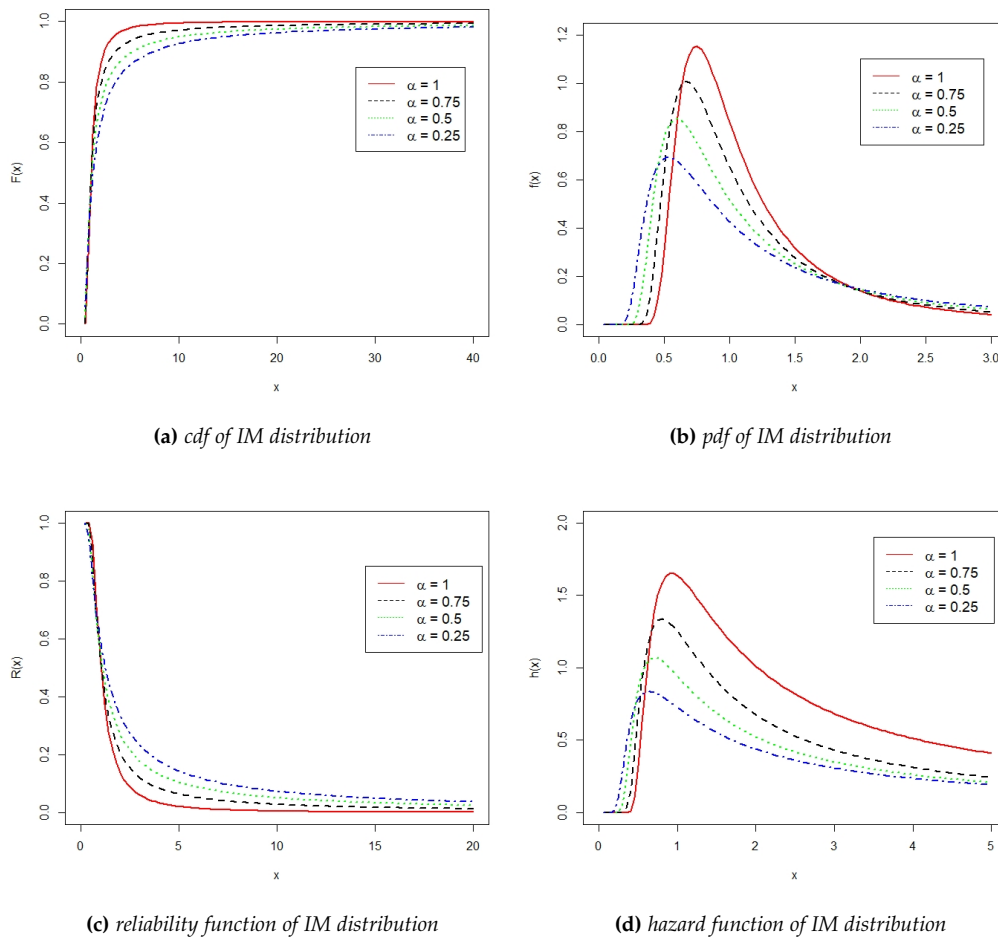 F(x)
0.0 0.2 0.4 0.6 0.8 1.0
α = 1
α = 0.75
α = 0.5
α = 0.25
0 10 20 30 40
x
(a) cdf of IM distribution
f(x)
0.0 0.2 0.4 0.6 0.8 1.0 1.2
α = 1
α = 0.75
α = 0.5
α = 0.25
0.0 0.5 1.0 1.5 2.0 2.5 3.0
x
(b) pdf of IM distribution
R(x)
0.0 0.2 0.4 0.6 0.8 1.0
α = 1
α = 0.75
α = 0.5
α = 0.25
0 5 10 15 20
x
(c) reliability function of IM distribution
h(x)
0.0 0.5 1.0 1.5 2.0
α = 1
α = 0.75
α = 0.5
α = 0.25
0 1 2 3 4 5
x
(d) hazard function of IM distribution